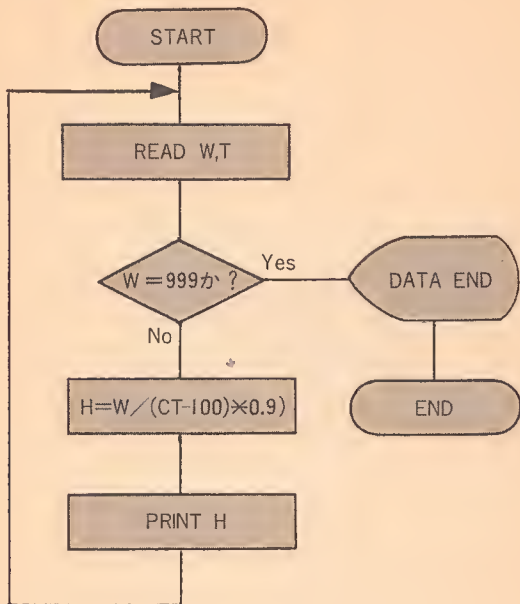 START
READ W,T
W=999か?
Yes
DATA END
No
H=W/(CT-100)×0.9)
END
PRINT H